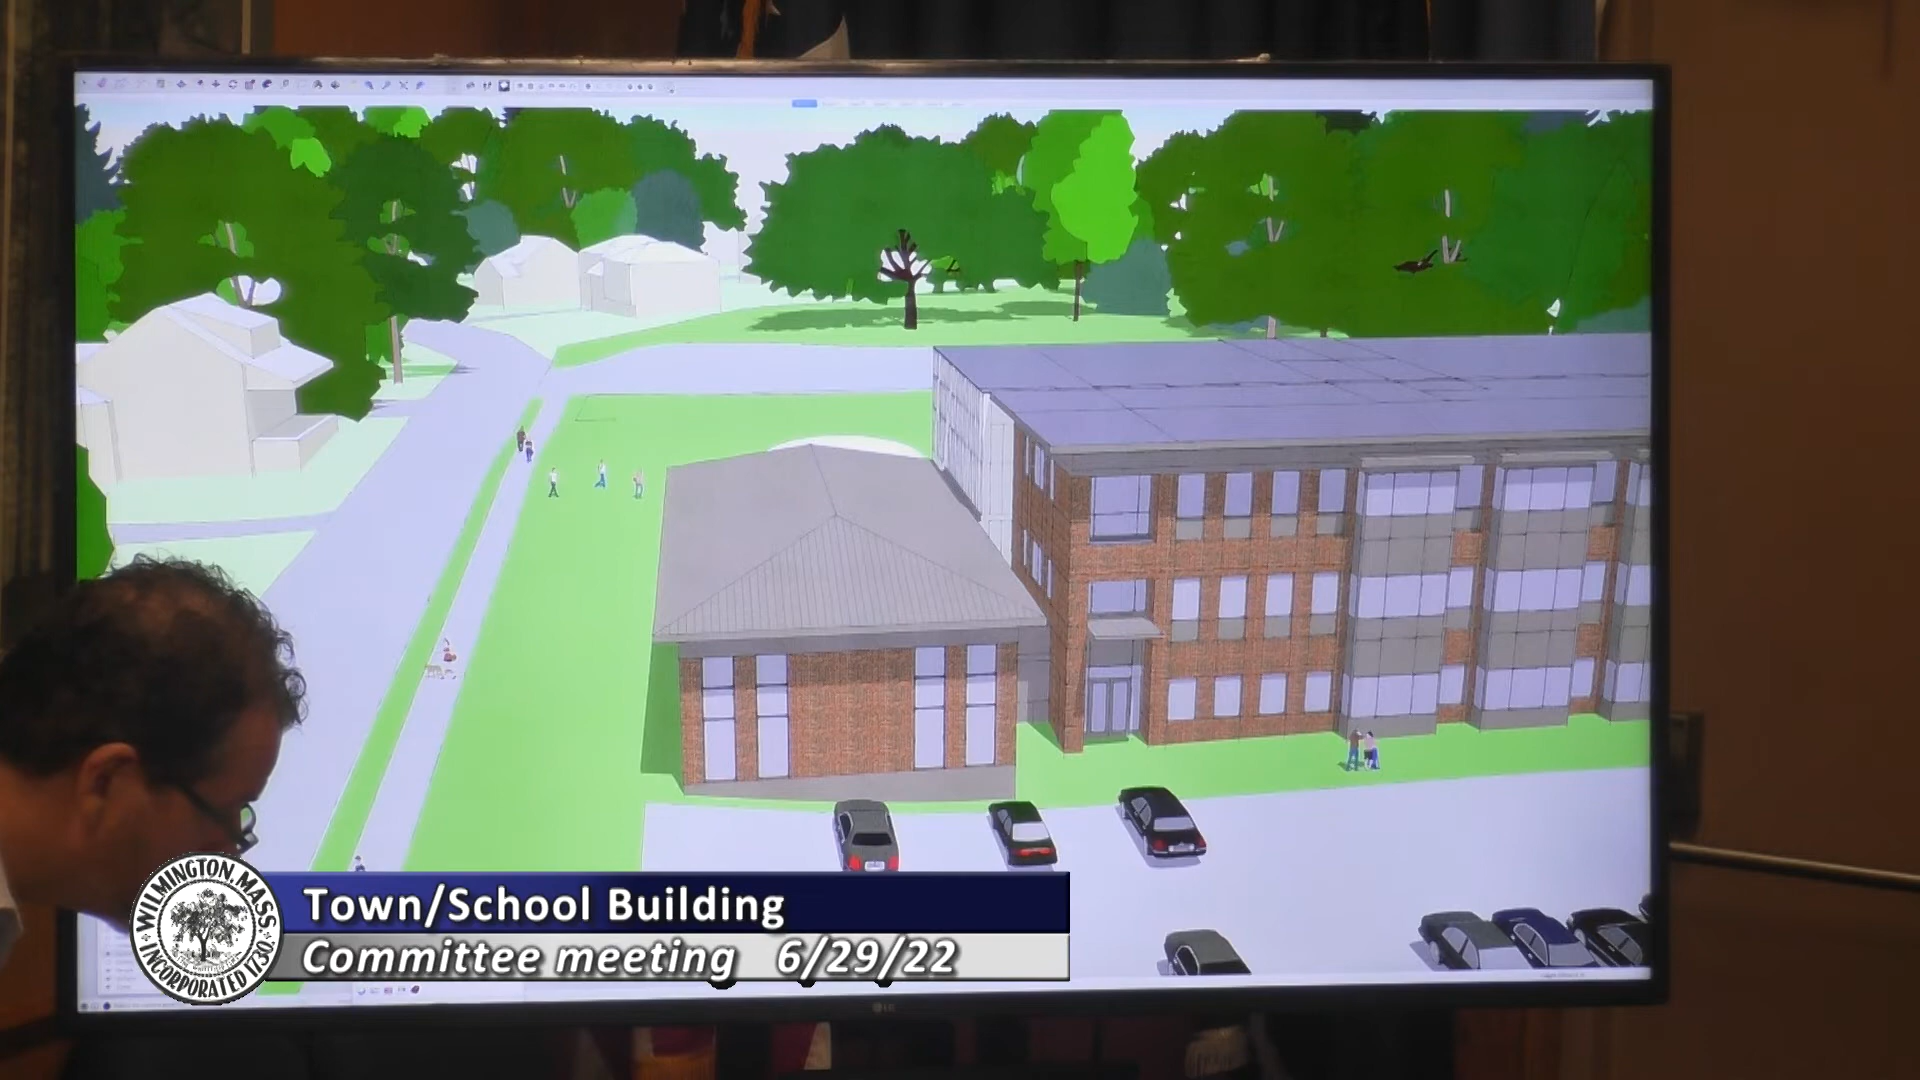 Town/School Building
Committee meeting 6/29/22
WILMINGTON, MASS.
INCORPORATED 1730
LG